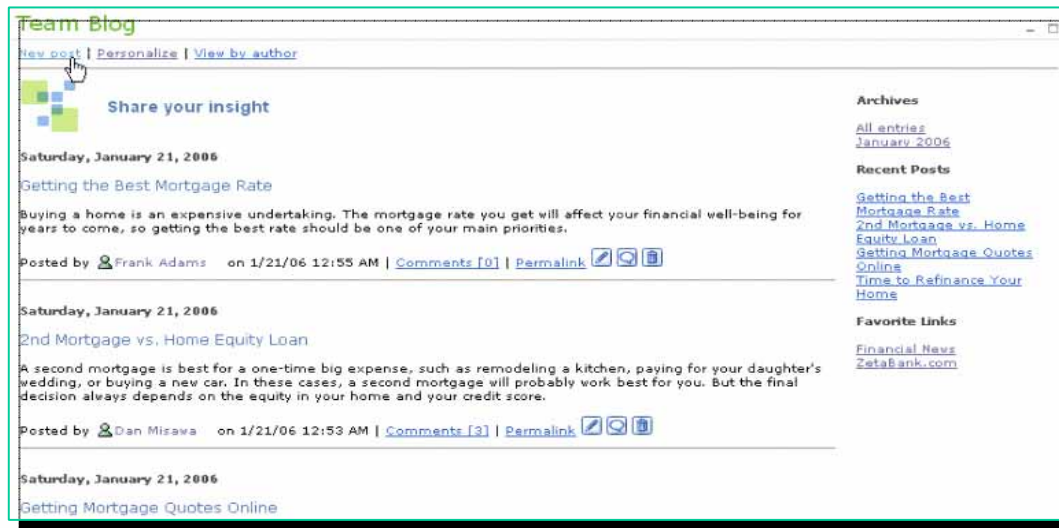 Team Blog
New post | Personalize | View by author
Share your insight
Saturday, January 21, 2006
Getting the Best Mortgage Rate
Buying a home is an expensive undertaking. The mortgage rate you get will affect your financial well-being for
years to come, so getting the best rate should be one of your main priorities.
Posted by Frank Adams on 1/21/06 12:55 AM | Comments [0] | Permalink
Saturday, January 21, 2006
2nd Mortgage vs. Home Equity Loan
A second mortgage is best for a one-time big expense, such as remodeling a kitchen, paying for your daughter's
wedding, or buying a new car. In these cases, a second mortgage will probably work best for you. But the final
decision always depends on the equity in your home and your credit score.
Posted by Dan Misawa on 1/21/06 12:53 AM | Comments [3] | Permalink
Saturday, January 21, 2006
Getting Mortgage Quotes Online
Archives
All entries
January 2006
Recent Posts
Getting the Best
Mortgage Rate
2nd Mortgage vs. Home
Equity Loan
Getting Mortgage Quotes
Online
Time to Refinance Your
Home
Favorite Links
Financial News
ZetaBank.com